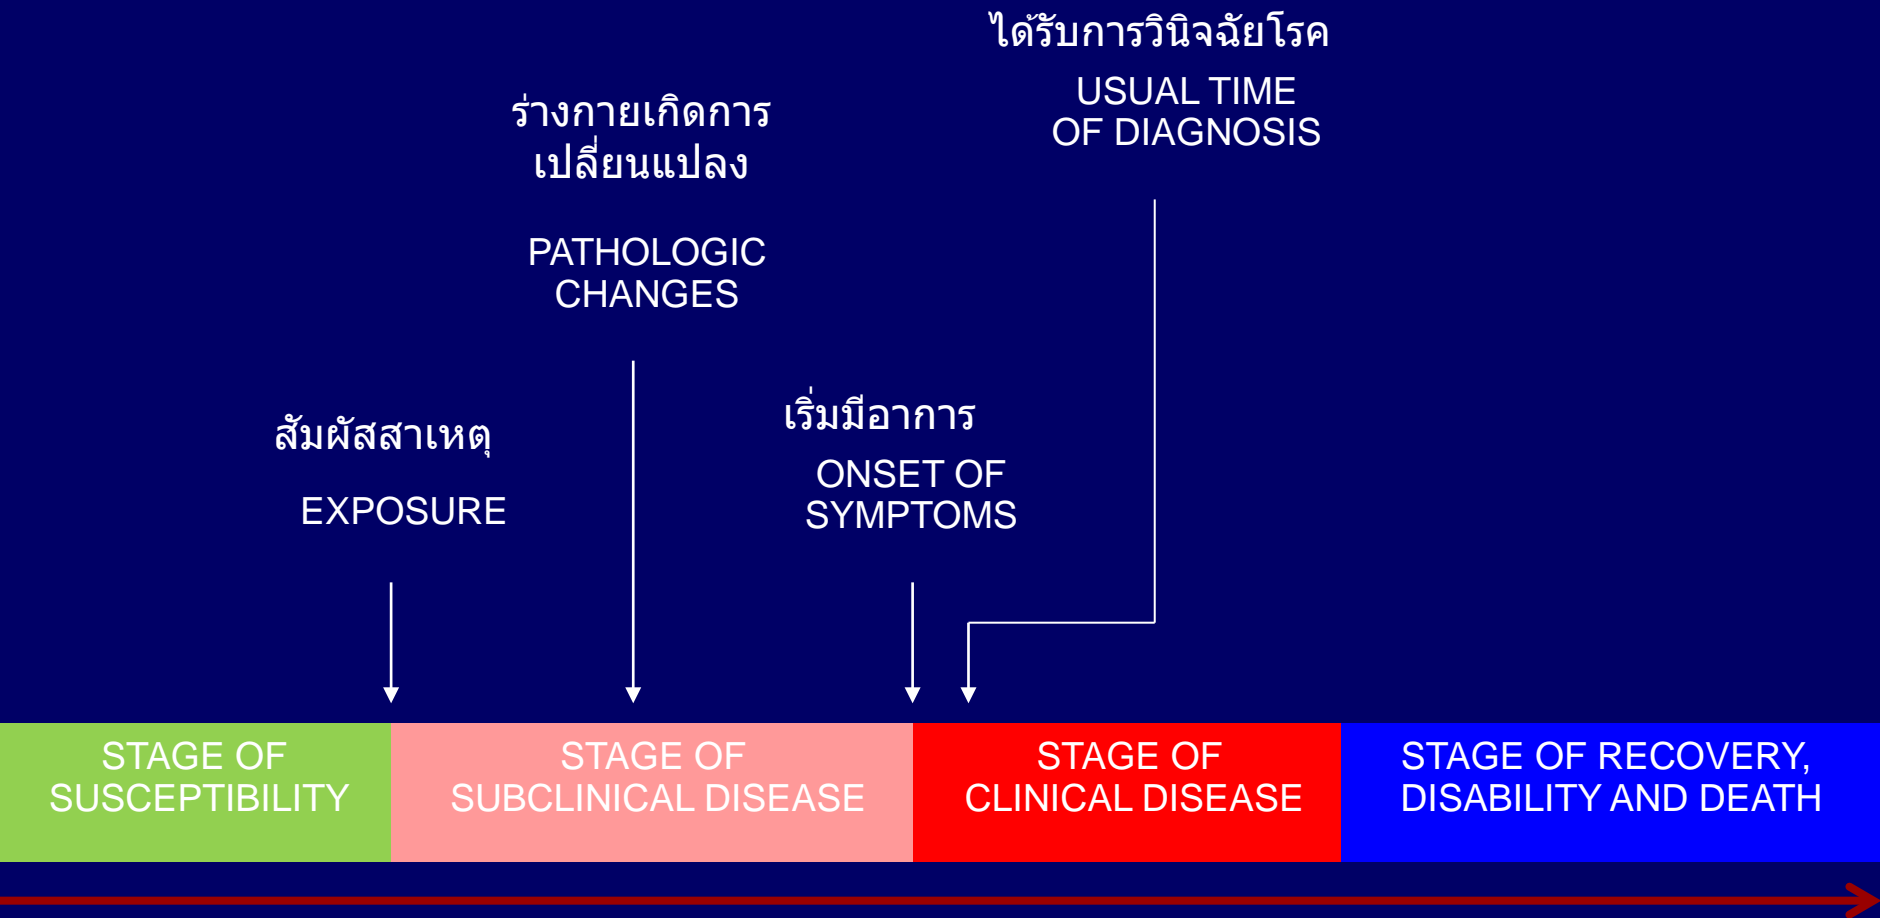 ได้รับการวินิจฉัยโรค
USUAL TIME
OF DIAGNOSIS
ร่างกายเกิดการ
เปลี่ยนแปลง
PATHOLOGIC
CHANGES
สัมผัสสาเหตุ
EXPOSURE
เริ่มมีอาการ
ONSET OF
SYMPTOMS
STAGE OF
SUSCEPTIBILITY
STAGE OF
SUBCLINICAL DISEASE
STAGE OF
CLINICAL DISEASE
STAGE OF RECOVERY,
DISABILITY AND DEATH